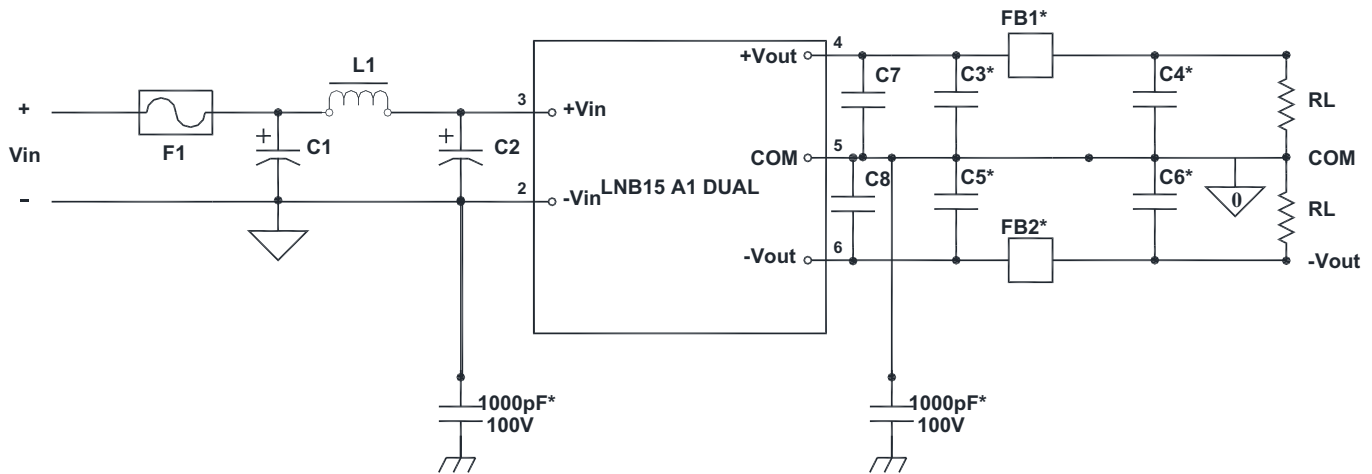 FB1*
4
+Vout
L1
C7
C3*
C4*
+
3
+Vin
RL
Vin
F1
+
C1
+
C2
5
COM
COM
-
2
-Vin
LNB15 A1 DUAL
C8
C5*
C6*
0
RL
FB2*
6
-Vout
-Vout
1000pF*
100V
1000pF*
100V